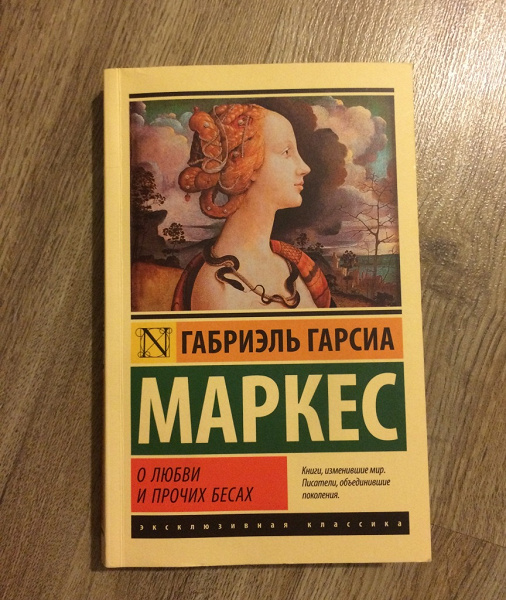 N
ГАБРИЭЛЬ ГАРСИА
МАРКЕС
О ЛЮБВИ
И ПРОЧИХ БЕСАХ
Книги, изменившие мир.
Писатели, объединившие
поколения.
эксклюзивная классика